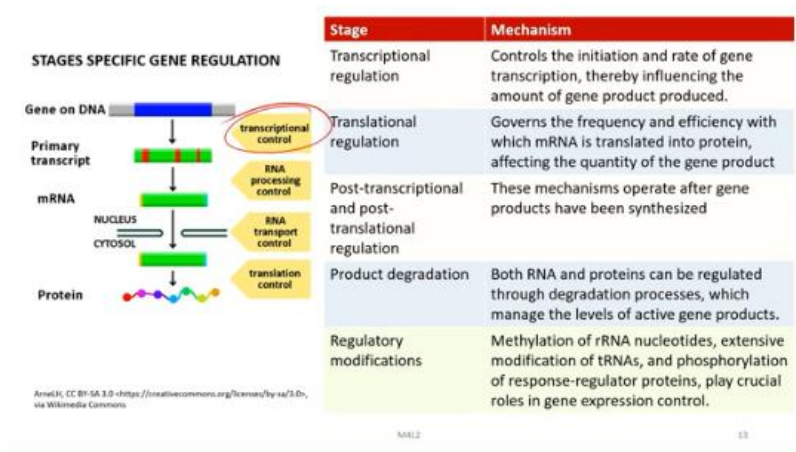 STAGES SPECIFIC GENE REGULATION
Gene on DNA
transcriptional
control
Primary
transcript
RNA
processing
control
mRNA
NUCLEUS
CYTOSOL
RNA
transport
control
translation
control
Protein
ArneLH, CC BY-SA 3.0 <https://creativecommons.org/licenses/by-sa/3.0>,
via Wikimedia Commons
Stage
Mechanism
Transcriptional
regulation
Controls the initiation and rate of gene
transcription, thereby influencing the
amount of gene product produced.
Translational
regulation
Governs the frequency and efficiency with
which mRNA is translated into protein,
affecting the quantity of the gene product
Post-transcriptional
and post-
translational
regulation
These mechanisms operate after gene
products have been synthesized
Product degradation
Both RNA and proteins can be regulated
through degradation processes, which
manage the levels of active gene products.
Regulatory
modifications
Methylation of rRNA nucleotides, extensive
modification of tRNAs, and phosphorylation
of response-regulator proteins, play crucial
roles in gene expression control.
13